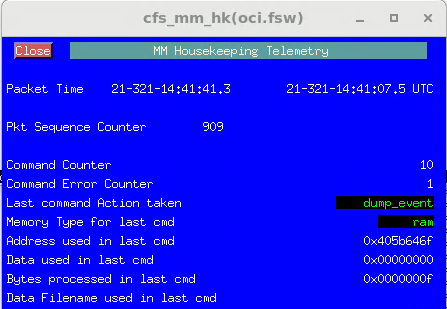 cfs_mm_hk(oci.fsw)
Close MM Housekeeping Telemetry
Packet Time 21-321-14:41:41.3 21-321-14:41:07.5 UTC
Pkt Sequence Counter 909
Command Counter 10
Command Error Counter 1
Last command Action taken dump_event
Memory Type for last cmd ram
Address used in last cmd 0x405b646f
Data used in last cmd 0x00000000
Bytes processed in last cmd 0x0000000f
Data Filename used in last cmd